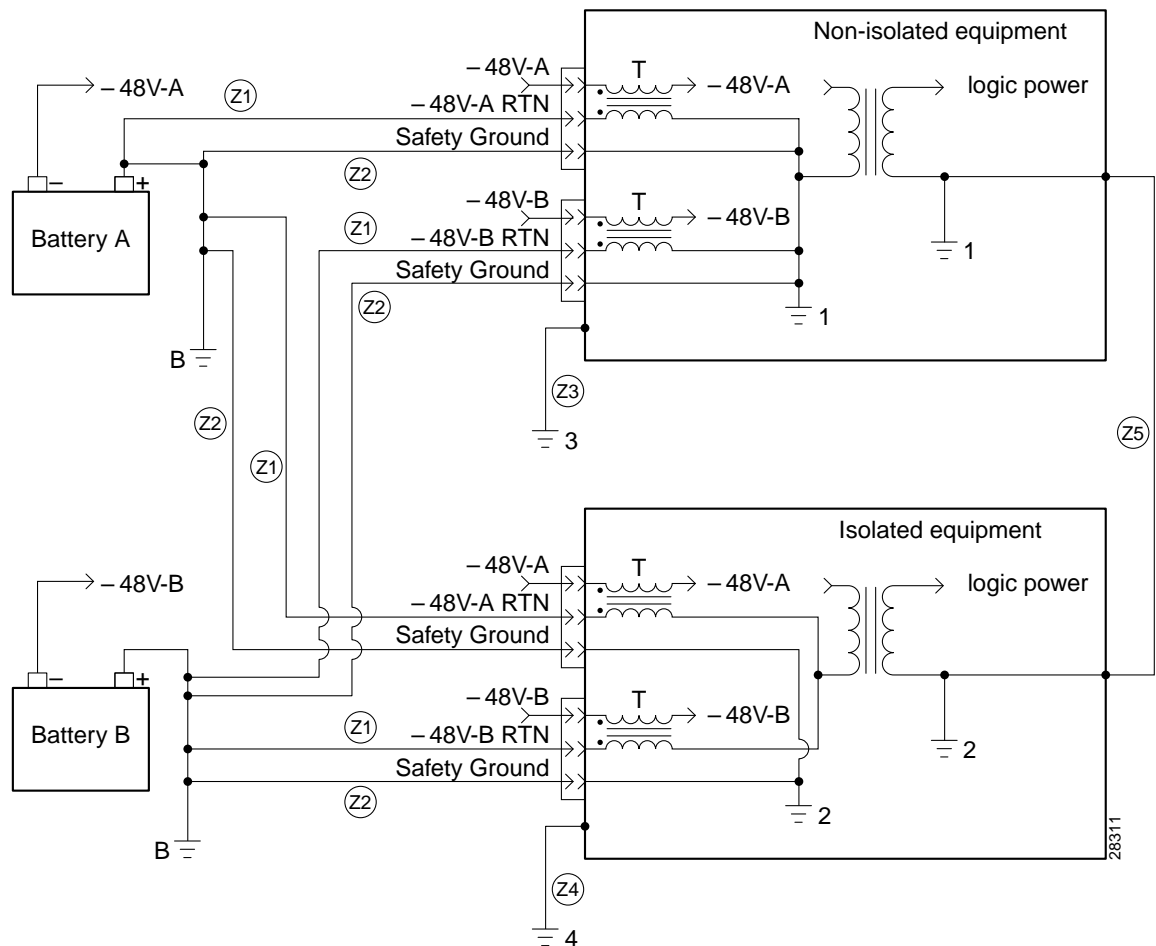 Non-isolated equipment
– 48V-A
T
– 48V-A
logic power
– 48V-A
Z1
– 48V-A RTN
Safety Ground
Z2
– +
Battery A
– 48V-B
T
– 48V-B
Z1
– 48V-B RTN
Safety Ground
Z2
1
1
B
Z3
3
Z2
Z1
Z5
Isolated equipment
– 48V-A
T
– 48V-A
logic power
– 48V-B
– 48V-A RTN
Safety Ground
– +
Battery B
– 48V-B
T
– 48V-B
Z1
– 48V-B RTN
Safety Ground
Z2
2
2
B
28311
Z4
4